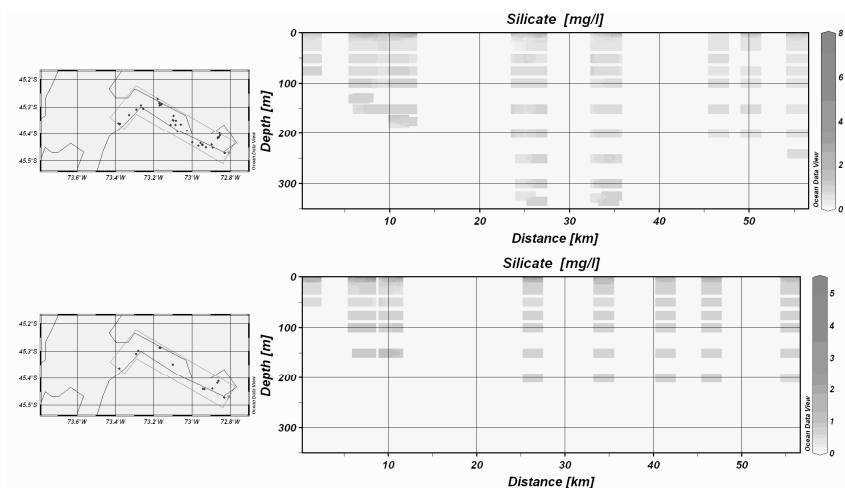 Silicate [mg/l]
0
100
200
300
Depth [m]
10
20
30
40
50
Distance [km]
8
6
4
2
0
Ocean Data View
45.2°S
45.3°S
45.4°S
45.5°S
73.6°W
73.4°W
73.2°W
73°W
72.8°W
Ocean Data View
Silicate [mg/l]
0
100
200
300
Depth [m]
10
20
30
40
50
Distance [km]
5
4
3
2
1
0
Ocean Data View
45.2°S
45.3°S
45.4°S
45.5°S
73.6°W
73.4°W
73.2°W
73°W
72.8°W
Ocean Data View